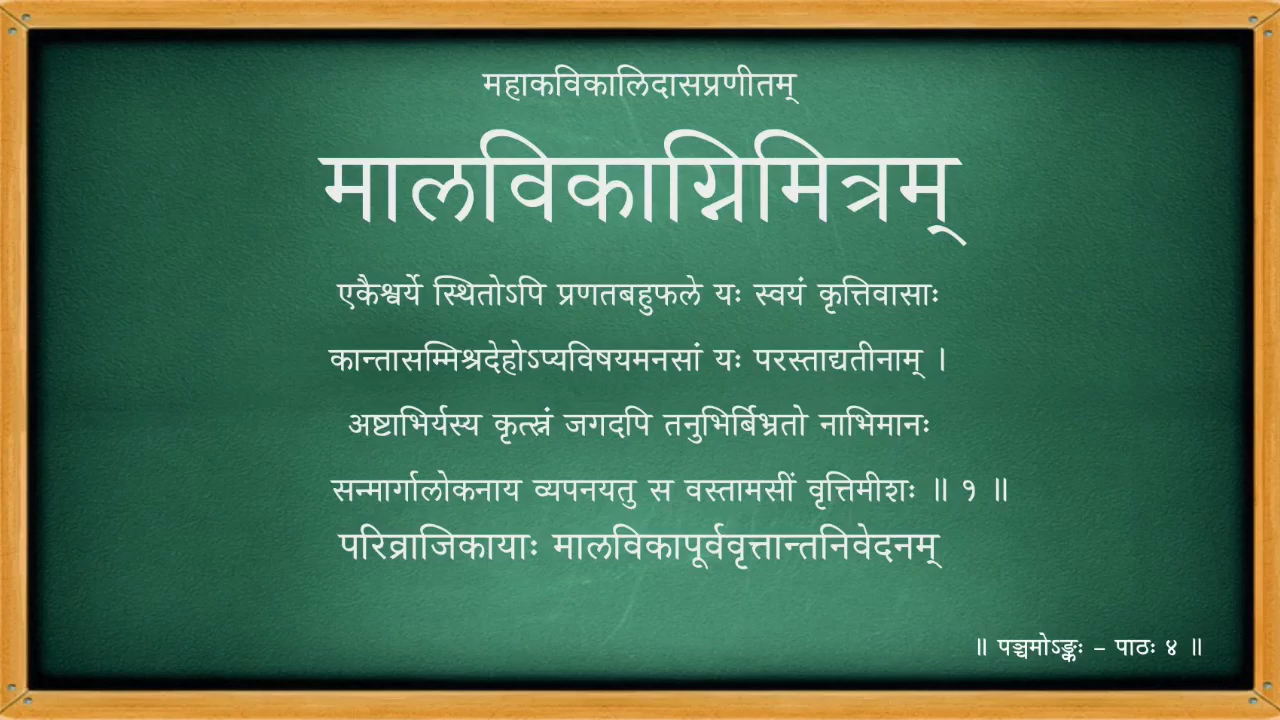 महाकविकालिदासप्रणीतम्
मालविकाग्निमित्रम्
एकैश्वर्ये स्थितोऽपि प्रणतबहुफले यः स्वयं कृत्तिवासाः
कान्तासम्मिश्रदेहोऽप्यविषयमनसां यः परस्ताद्यतीनाम् ।
अष्टाभिर्यस्य कृत्स्नं जगदपि तनुभिर्बिभ्रतो नाभिमानः
सन्मार्गालोकनाय व्यपनयतु स वस्तामसीं वृत्तिमीशः ॥ १ ॥
परिव्राजिकायाः मालविकापूर्ववृत्तान्तनिवेदनम्
॥ पञ्चमोऽङ्कः – पाठः ४ ॥